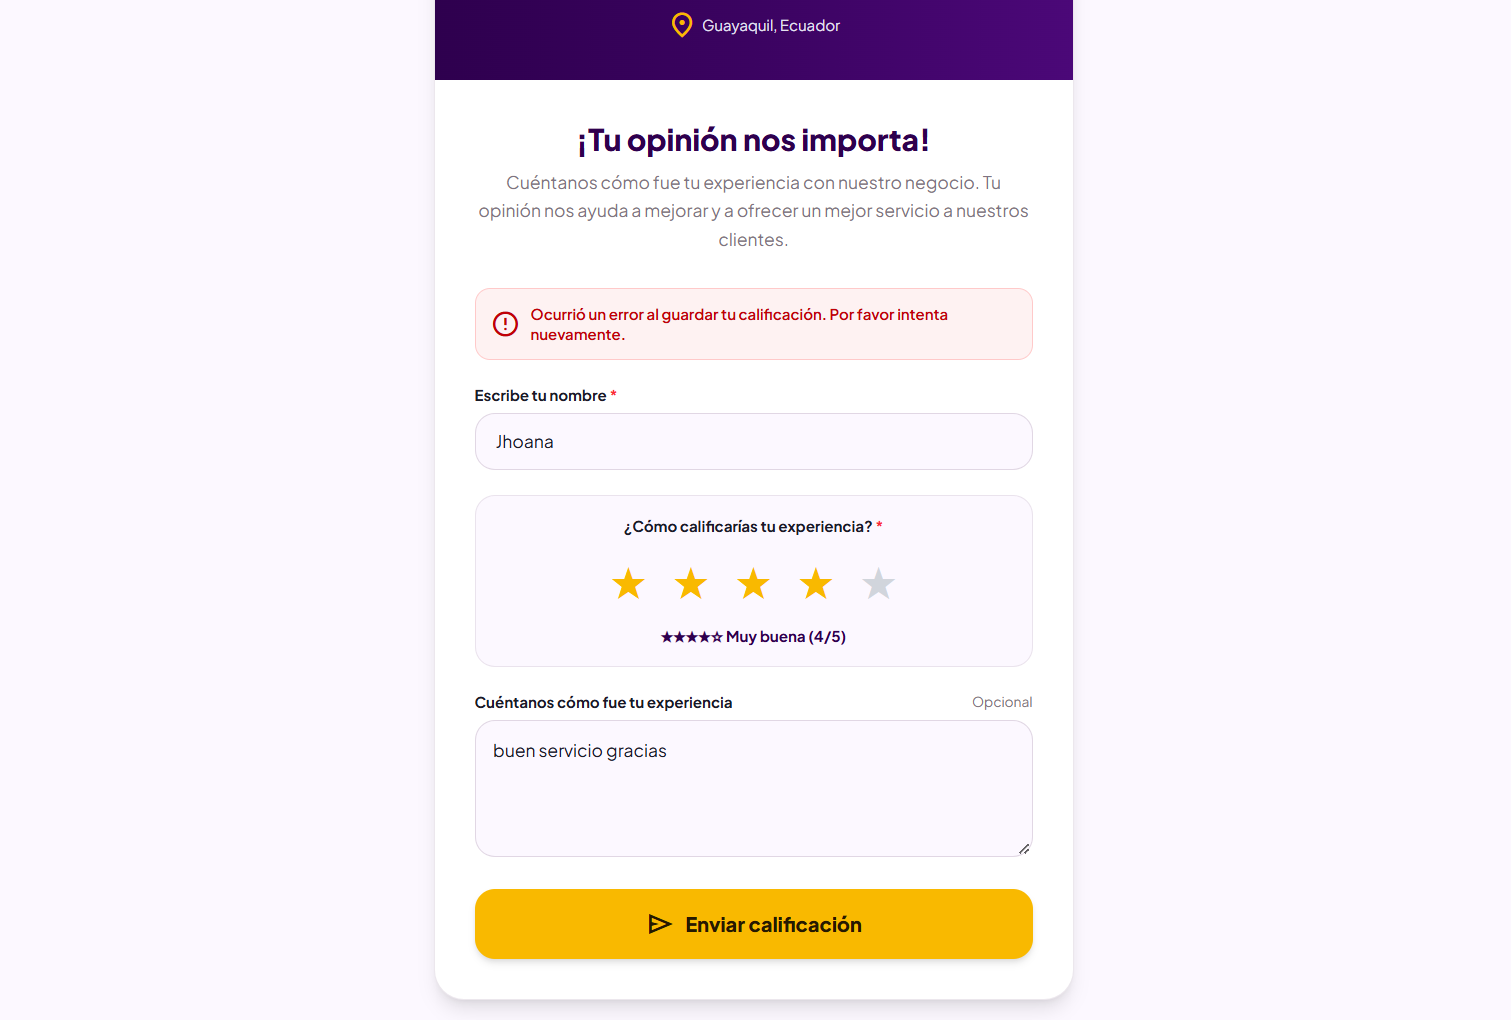 Guayaquil, Ecuador
¡Tu opinión nos importa!
Cuéntanos cómo fue tu experiencia con nuestro negocio. Tu
opinión nos ayuda a mejorar y a ofrecer un mejor servicio a nuestros
clientes.
Ocurrió un error al guardar tu calificación. Por favor intenta
nuevamente.
Escribe tu nombre *
Jhoana
¿Cómo calificarías tu experiencia? *
★★★★☆ Muy buena (4/5)
Cuéntanos cómo fue tu experiencia
Opcional
buen servicio gracias
Enviar calificación